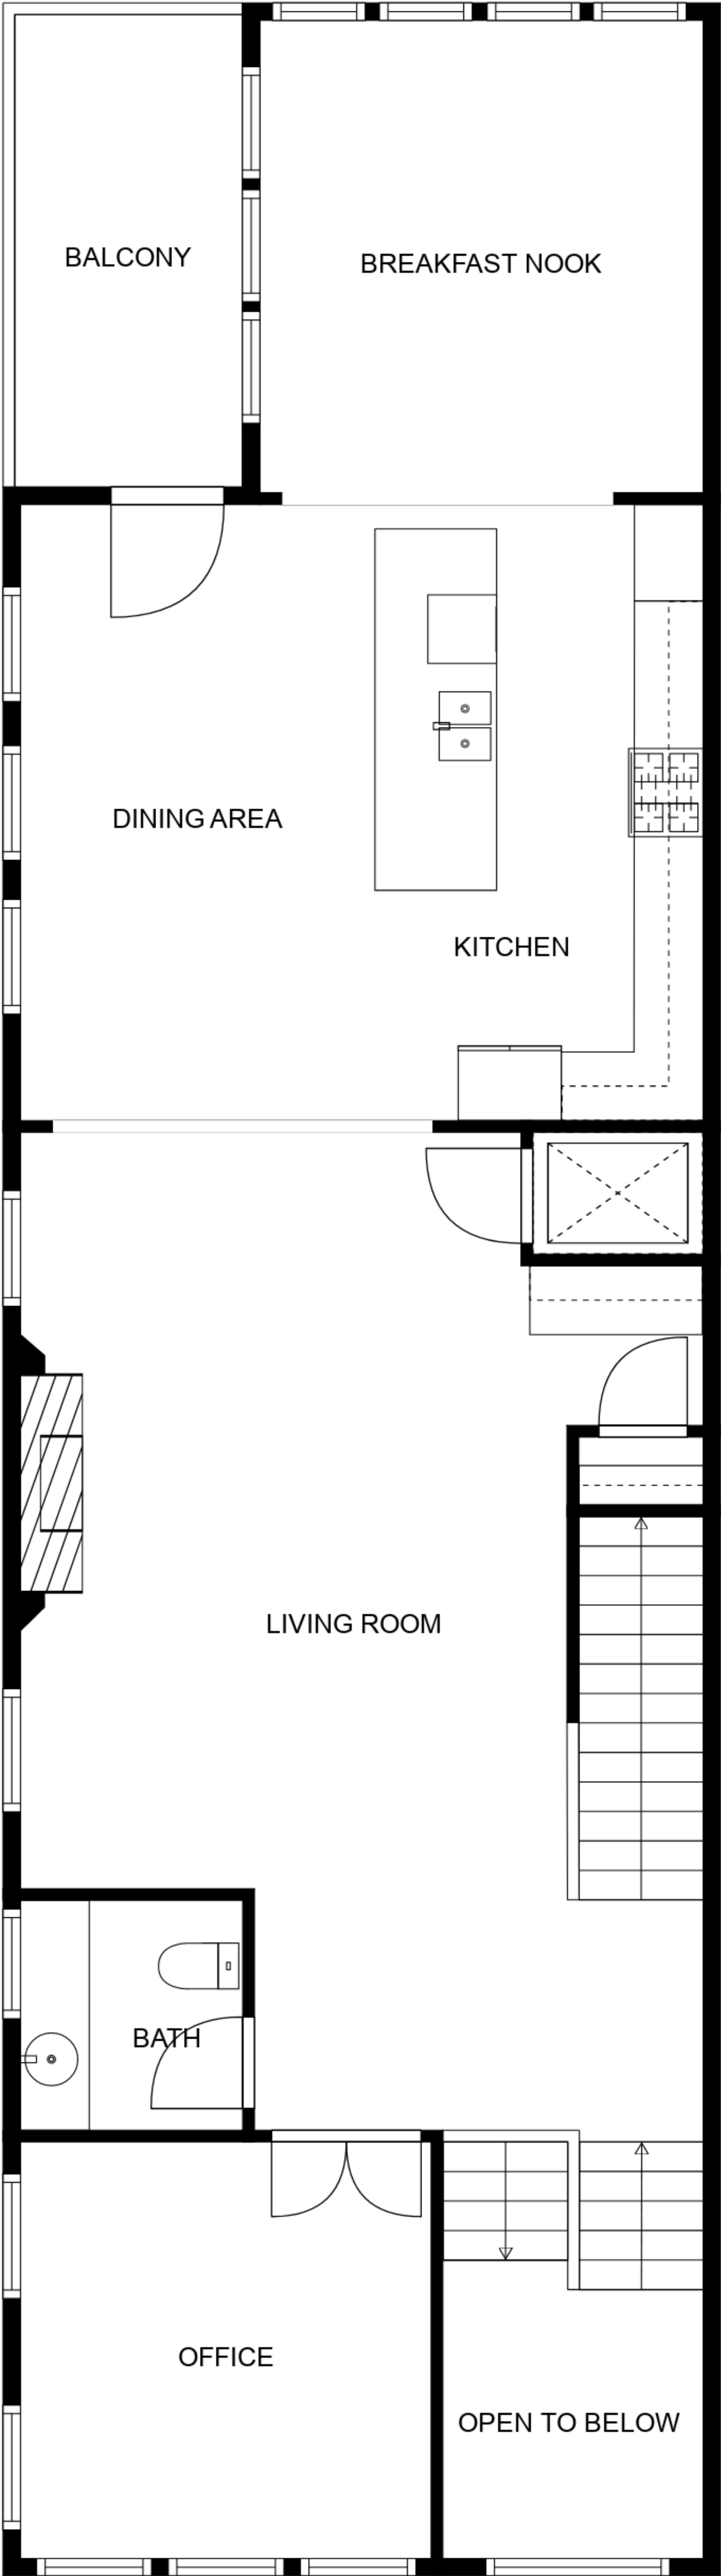 BALCONY
BREAKFAST NOOK
DINING AREA
KITCHEN
LIVING ROOM
BATH
OFFICE
OPEN TO BELOW